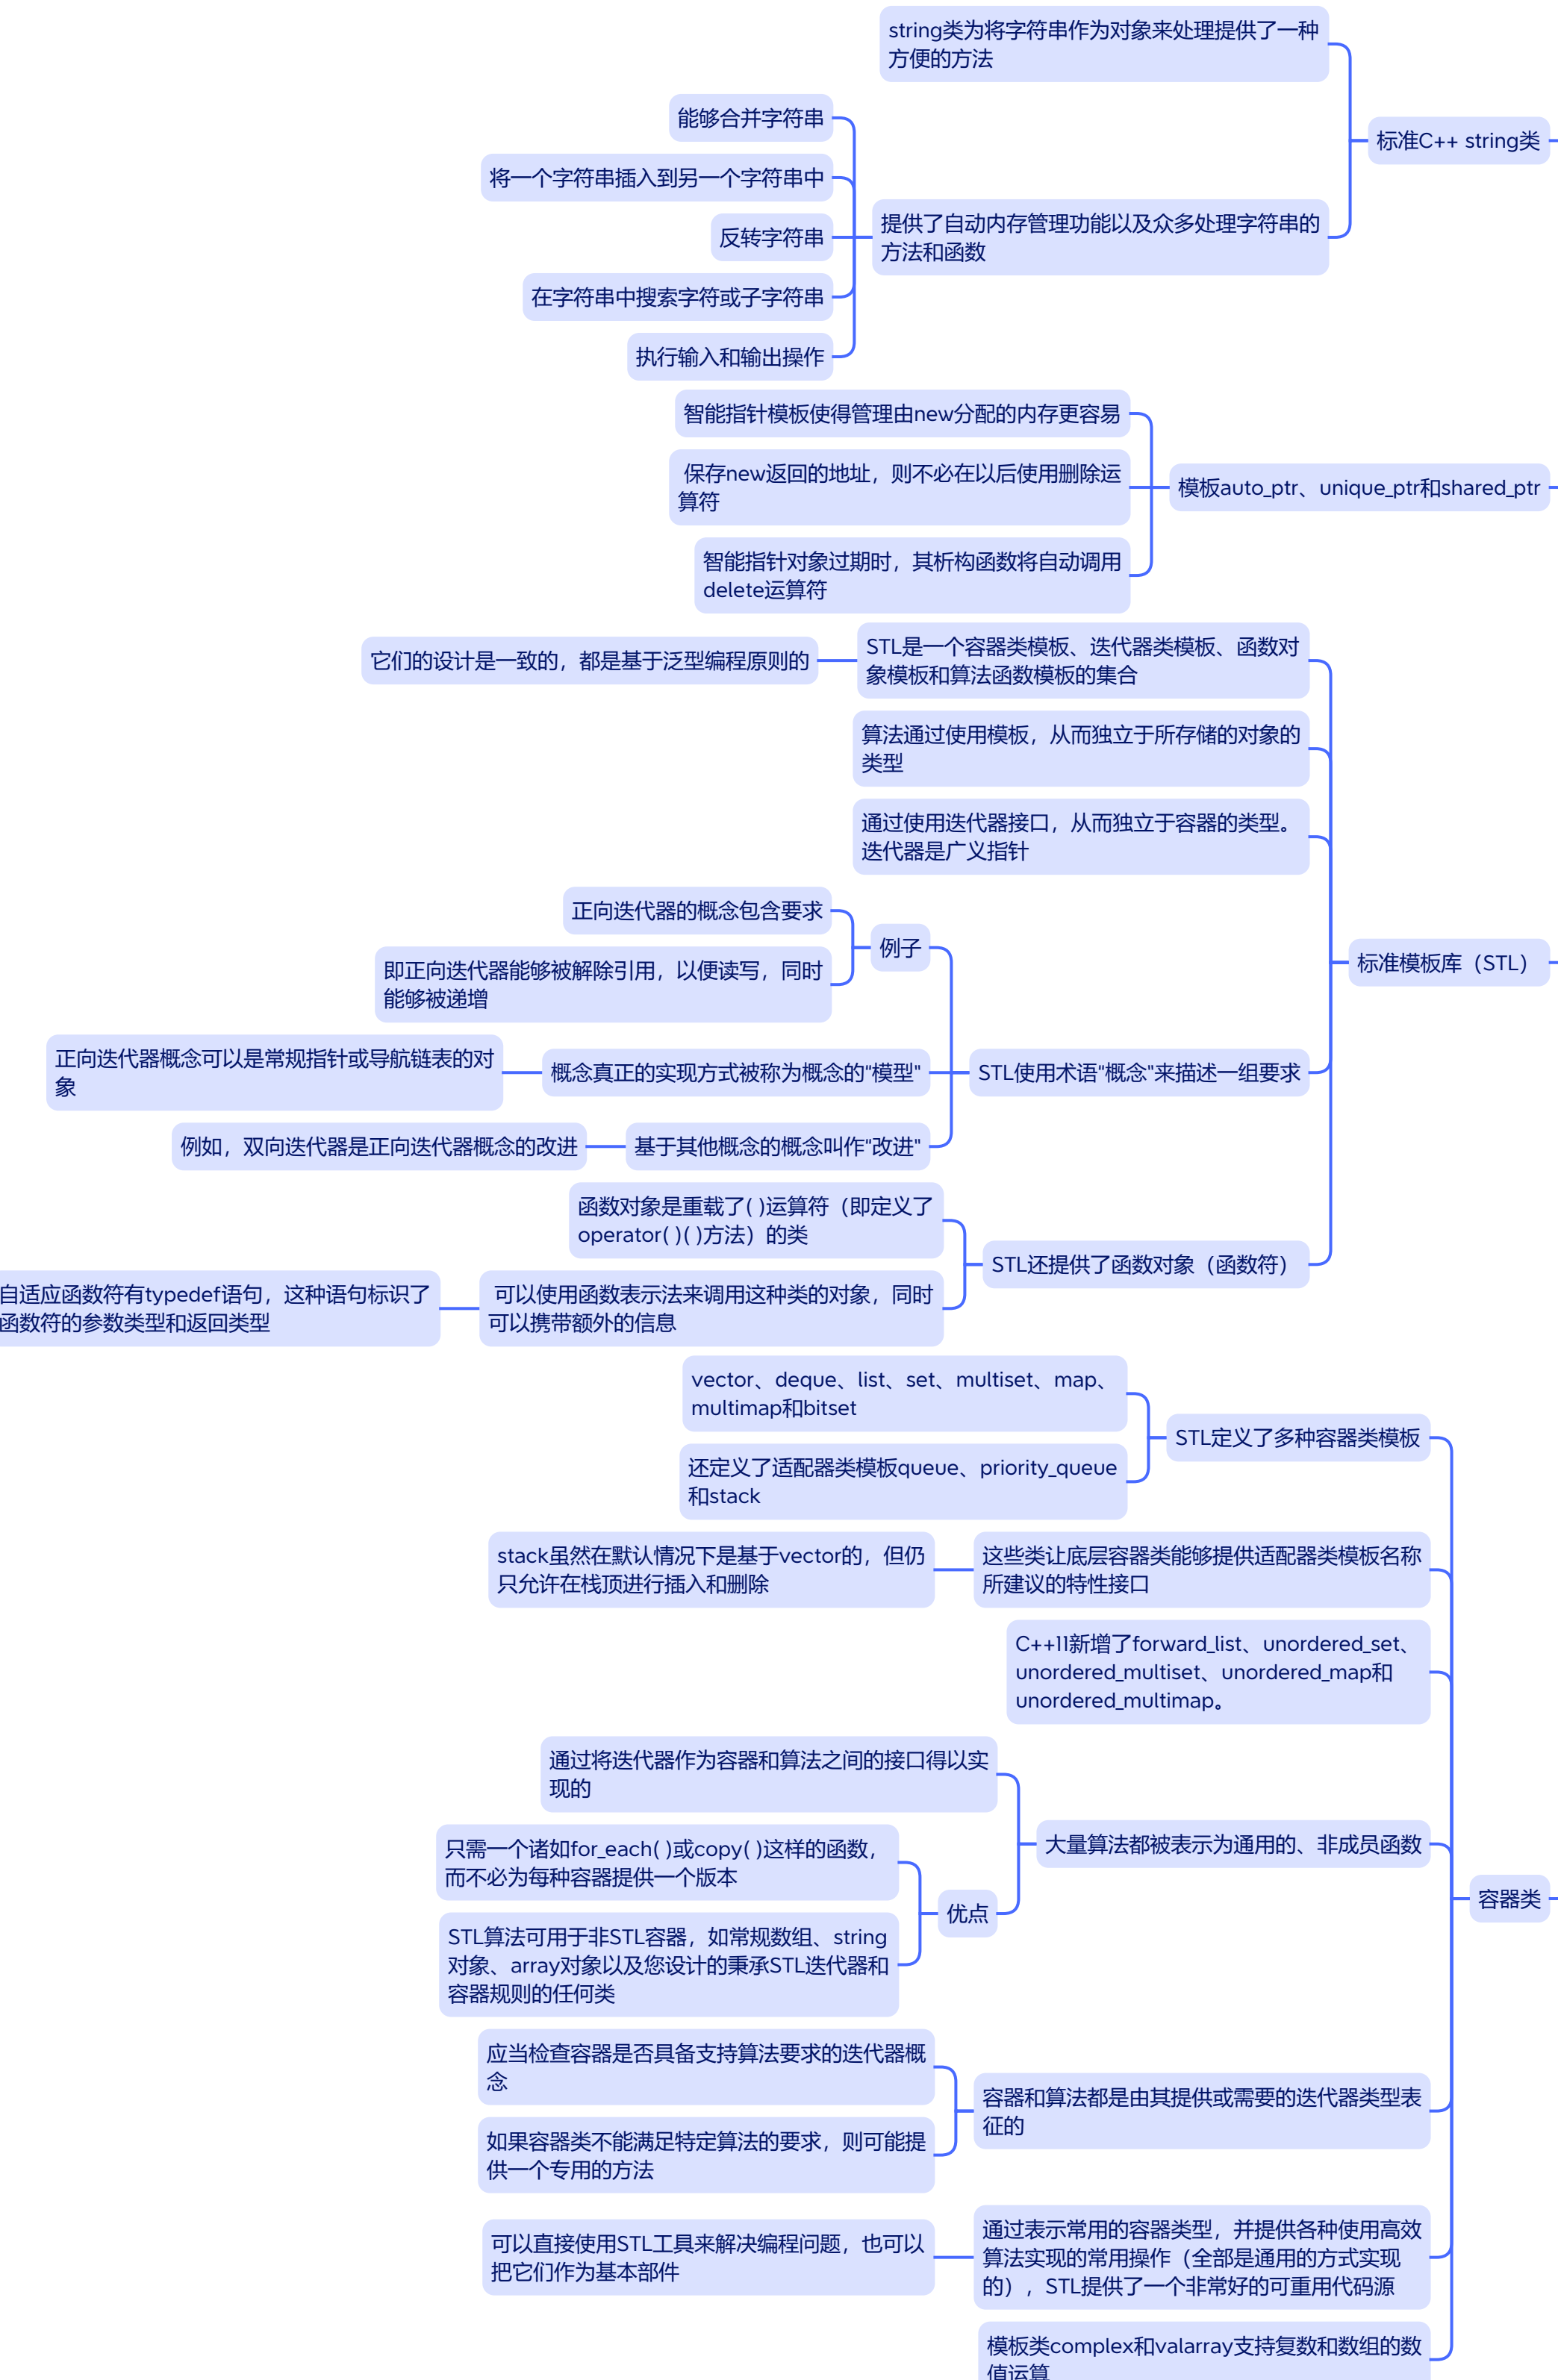 string类为将字符串作为对象来处理提供了一种
方便的方法
能够合并字符串
标准C++ string类
将一个字符串插入到另一个字符串中
反转字符串
提供了自动内存管理功能以及众多处理字符串的
方法和函数
在字符串中搜索字符或子字符串
执行输入和输出操作
智能指针模板使得管理由new分配的内存更容易
保存new返回的地址，则不必在以后使用删除运
算符
模板auto_ptr、unique_ptr和shared_ptr
智能指针对象过期时，其析构函数将自动调用
delete运算符
它们的设计是一致的，都是基于泛型编程原则的
STL是一个容器类模板、迭代器类模板、函数对
象模板和算法函数模板的集合
算法通过使用模板，从而独立于所存储的对象的
类型
通过使用迭代器接口，从而独立于容器的类型。
迭代器是广义指针
正向迭代器的概念包含要求
例子
即正向迭代器能够被解除引用，以便读写，同时
能够被递增
标准模板库（STL）
正向迭代器概念可以是常规指针或导航链表的对
象
概念真正的实现方式被称为概念的“模型"
STL使用术语“概念"来描述一组要求
例如，双向迭代器是正向迭代器概念的改进
基于其他概念的概念叫作“改进"
函数对象是重载了( )运算符（即定义了
operator( )( )方法）的类
STL还提供了函数对象（函数符）
自适应函数符有typedef语句，这种语句标识了
函数符的参数类型和返回类型
可以使用函数表示法来调用这种类的对象，同时
可以携带额外的信息
vector、deque、list、set、multiset、map、
multimap和bitset
STL定义了多种容器类模板
还定义了适配器类模板queue、priority_queue
和stack
stack虽然在默认情况下是基于vector的，但仍
只允许在栈顶进行插入和删除
这些类让底层容器类能够提供适配器类模板名称
所建议的特性接口
C++11新增了forward_list、unordered_set、
unordered_multiset、unordered_map和
unordered_multimap。
通过将迭代器作为容器和算法之间的接口得以实
现的
大量算法都被表示为通用的、非成员函数
只需一个诸如for_each( )或copy( )这样的函数，
而不必为每种容器提供一个版本
优点
容器类
STL算法可用于非STL容器，如常规数组、string
对象、array对象以及您设计的秉承STL迭代器和
容器规则的任何类
应当检查容器是否具备支持算法要求的迭代器概
念
容器和算法都是由其提供或需要的迭代器类型表
征的
如果容器类不能满足特定算法的要求，则可能提
供一个专用的方法
可以直接使用STL工具来解决编程问题，也可以
把它们作为基本部件
通过表示常用的容器类型，并提供各种使用高效
算法实现的常用操作（全部是通用的方式实现
的），STL提供了一个非常好的可重用代码源
模板类complex和valarray支持复数和数组的数
值运算